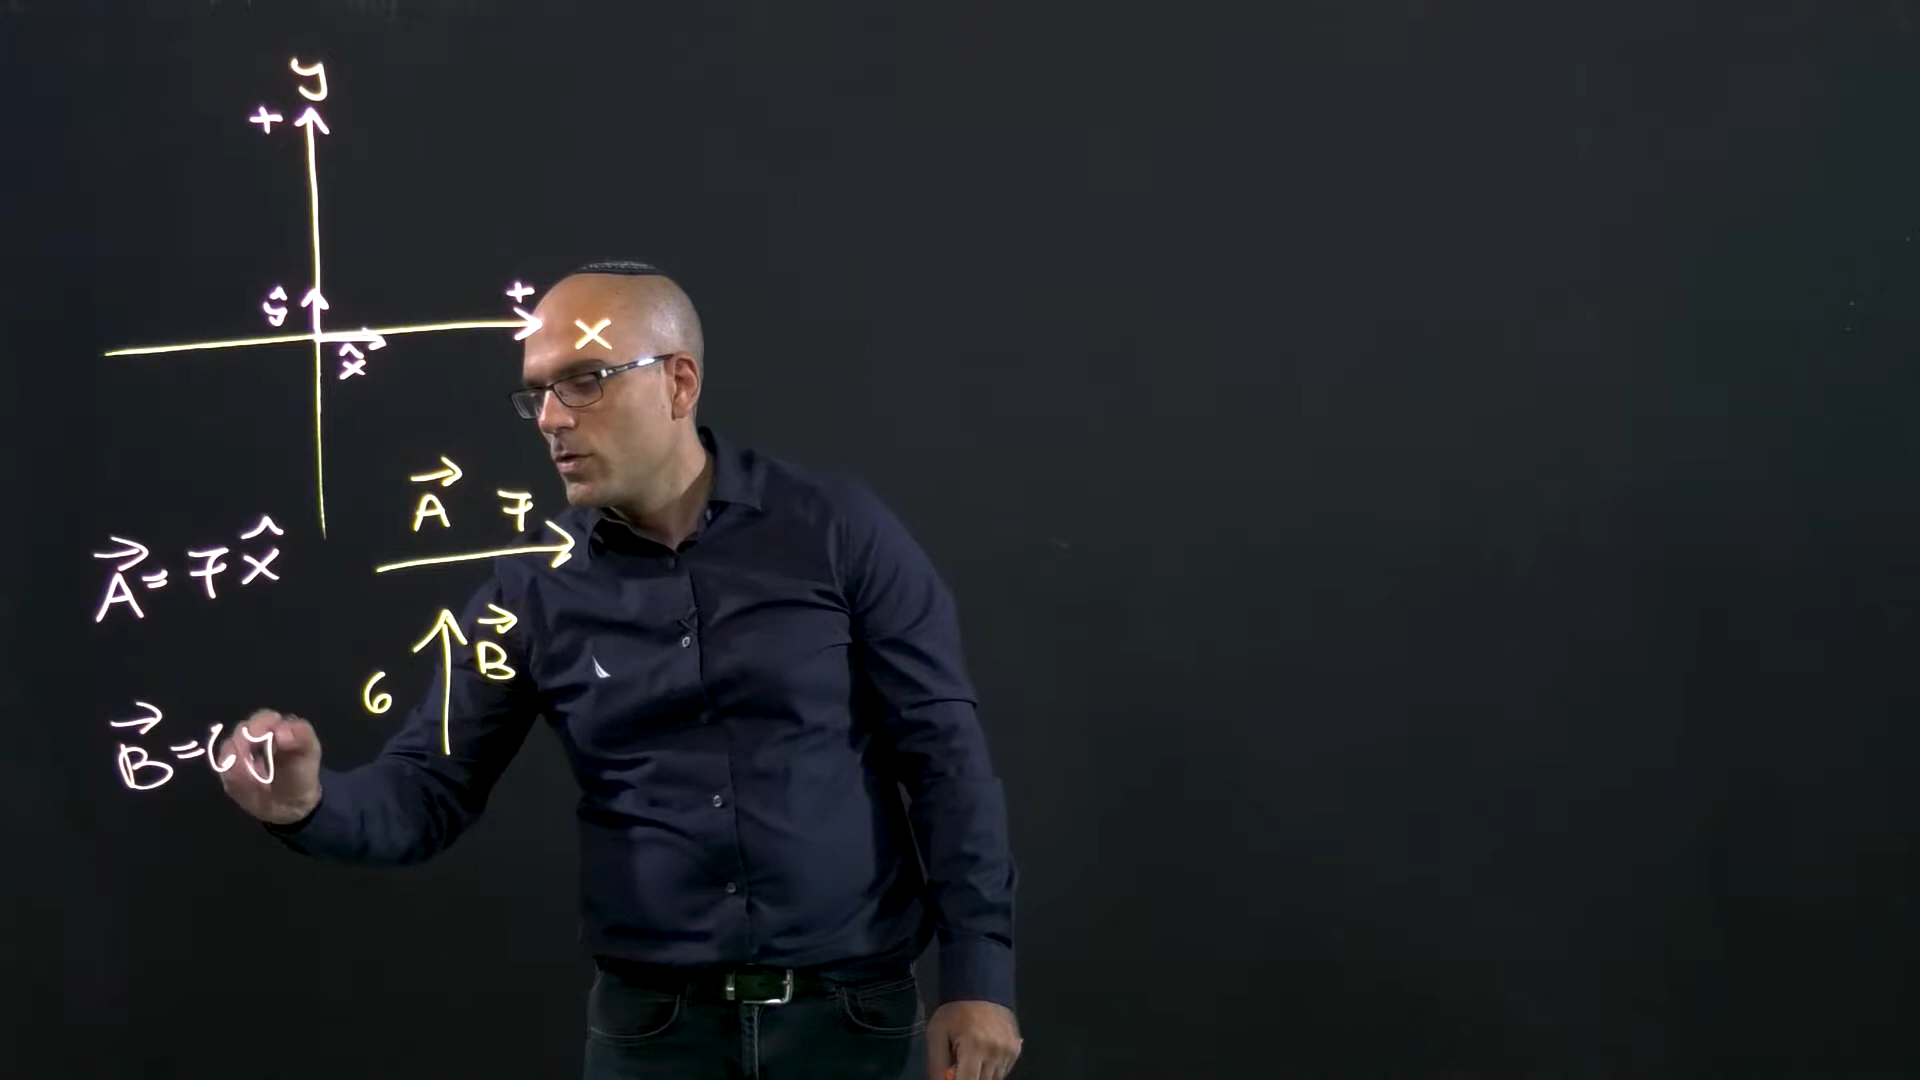 y
+
+
ŷ
x
x̂
A⃗ 7
A⃗ = 7x̂
B⃗
6
B⃗ = 6y